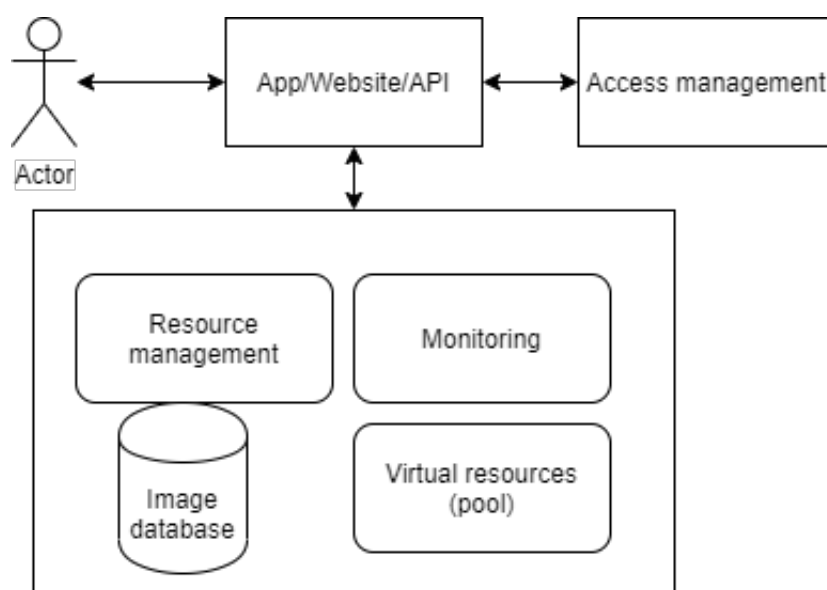 App/Website/API
Access management
Actor
Resource
management
Monitoring
Image
database
Virtual resources
(pool)